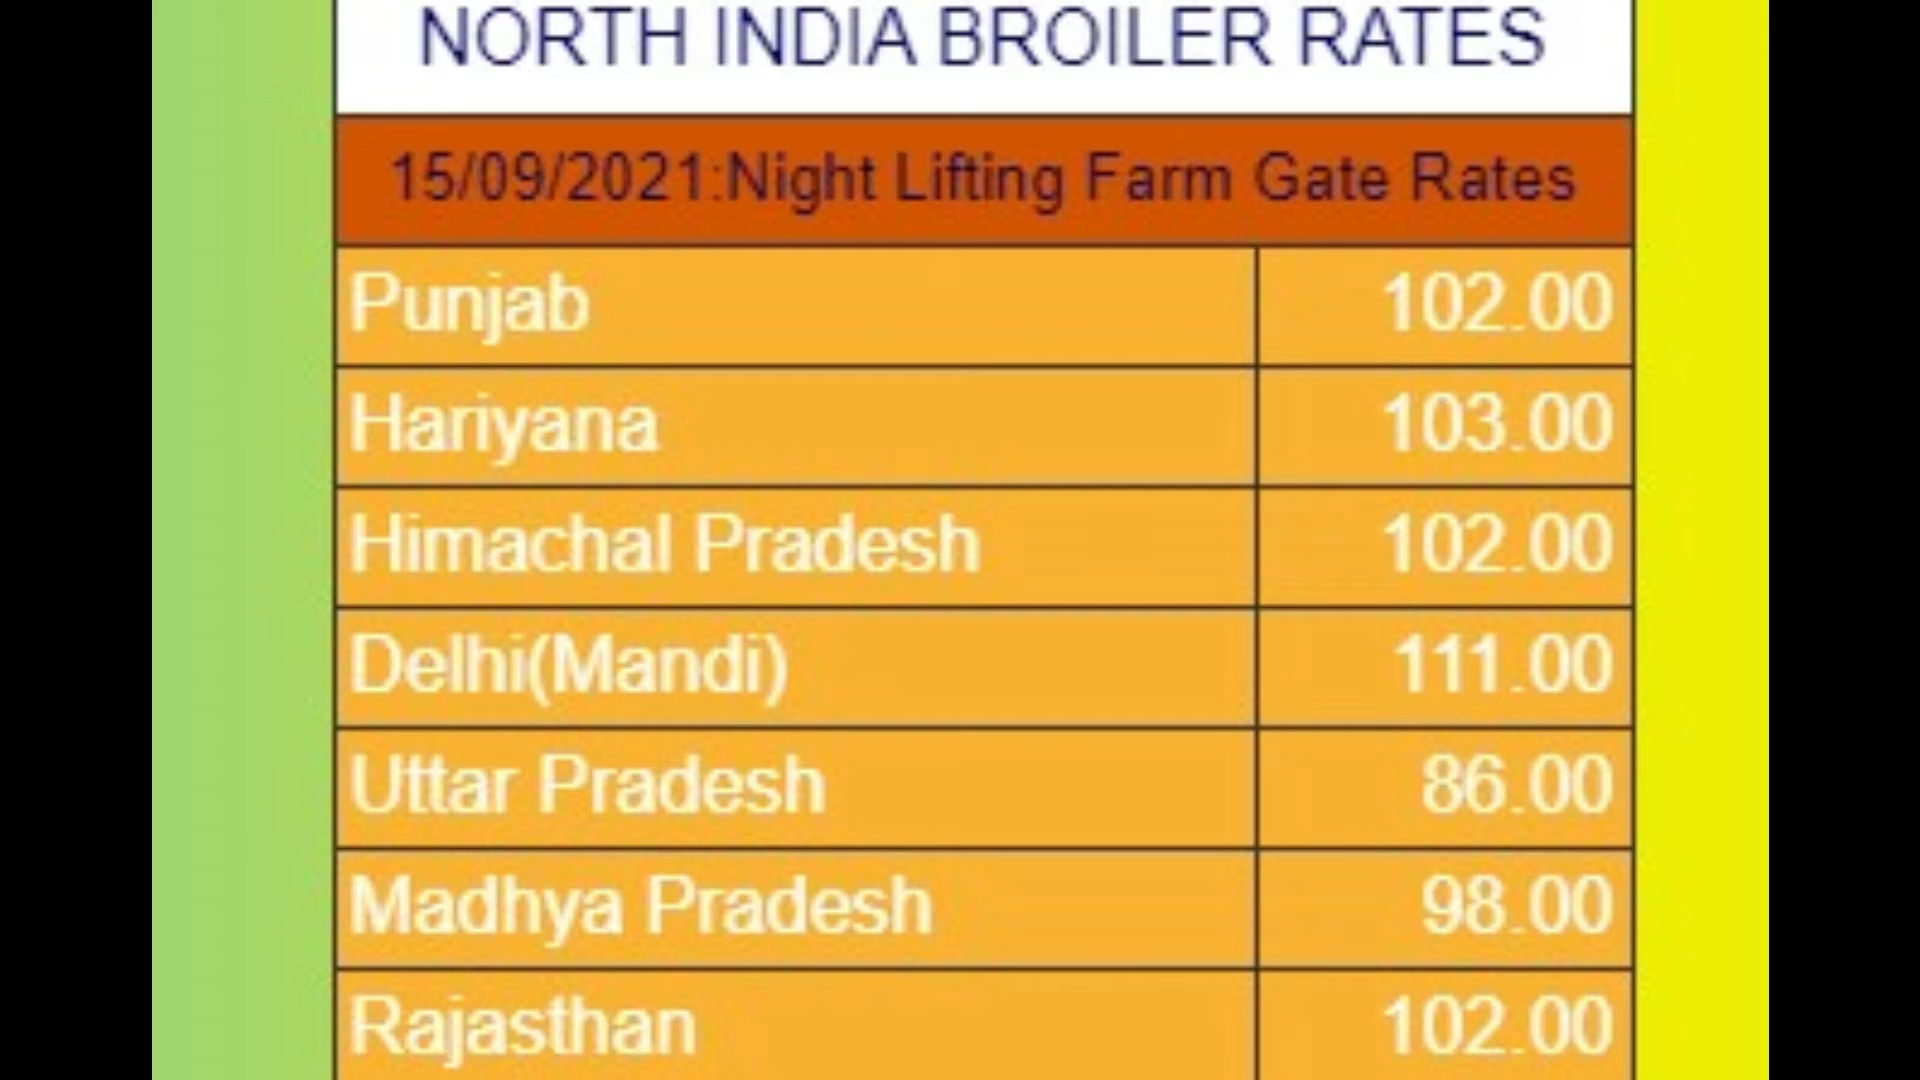 NORTH INDIA BROILER RATES
15/09/2021:Night Lifting Farm Gate Rates
Punjab 102.00
Hariyana 103.00
Himachal Pradesh 102.00
Delhi(Mandi) 111.00
Uttar Pradesh 86.00
Madhya Pradesh 98.00
Rajasthan 102.00